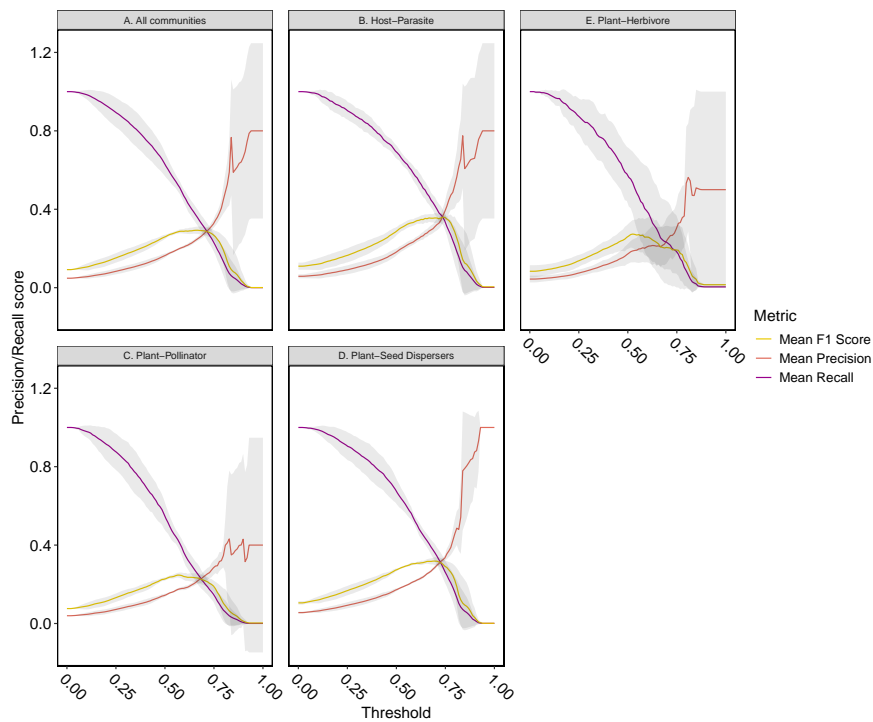 A. All communities
B. Host−Parasite
E. Plant−Herbivore
1.2
0.8
0.4
0.0
0.00
0.25
0.50
0.75
1.00
C. Plant−Pollinator
D. Plant−Seed Dispersers
1.2
0.8
0.4
0.0
0.00
0.25
0.50
0.75
1.00
0.00
0.25
0.50
0.75
1.00
Threshold
Precision/Recall score
Metric
Mean F1 Score
Mean Precision
Mean Recall